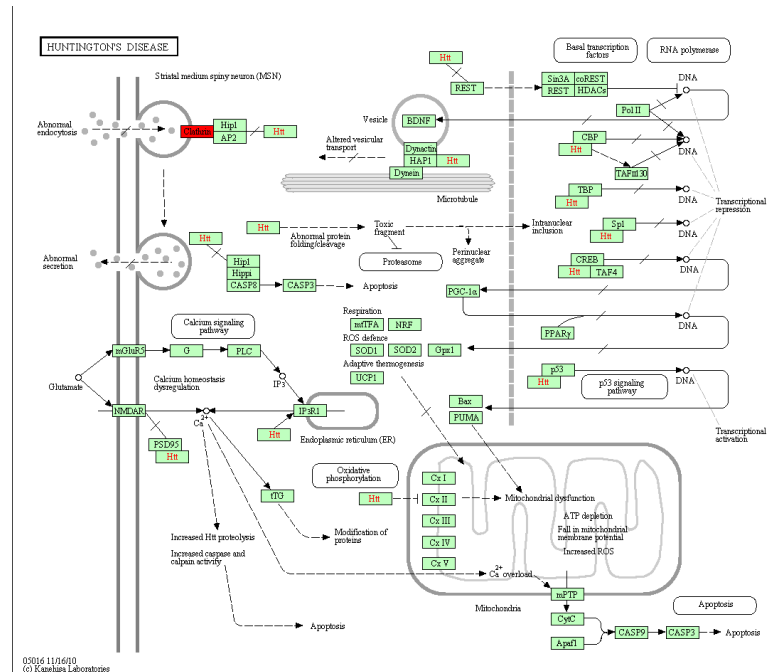 HUNTINGTON'S DISEASE
Basal transcription
factors
RNA polymerase
Striatal medium spiny neuron (MSN)
Htt
REST
Sin3A
coREST
REST
HDACs
DNA
Pol II
Abnormal
endocytosis
Clathrin
Hip1
AP2
Htt
Vesicle
BDNF
Altered vesicular
transport
Dynactin
HAP1
Htt
Dynein
Microtubule
CBP
Htt
DNA
TAFII130
TBP
Htt
DNA
Transcriptional
repression
Htt
Abnormal protein
folding/cleavage
Toxic
fragment
Intranuclear
inclusion
Sp1
Htt
DNA
Abnormal
secretion
Htt
Hip1
Hippi
CASP8
CASP3
Apoptosis
Proteasome
Perinuclear
aggregate
CREB
Htt
TAF4
DNA
PGC-1α
Calcium signaling
pathway
Respiration
mtTFA
NRF
ROS defence
SOD1
SOD2
Gpx1
Adaptive thermogenesis
UCP1
PPARγ
DNA
mGluR5
G
PLC
IP3
Glutamate
Calcium homeostasis
dysregulation
p53
Htt
DNA
p53 signaling
pathway
NMDAR
Ca2+
IP3R1
Htt
Endoplasmic reticulum (ER)
Bax
PUMA
Transcriptional
activation
PSD95
Htt
tTG
Oxidative
phosphorylation
Htt
Cx I
Cx II
Cx III
Cx IV
Cx V
Mitochondrial dysfunction
ATP depletion
Fall in mitochondrial
membrane potential
Increased ROS
Increased Htt proteolysis
Increased caspase and
calpain activity
Modification of
proteins
Ca2+ overload
mPTP
Mitochondria
CytC
Apaf1
CASP9
CASP3
Apoptosis
Apoptosis
Apoptosis
05016 11/16/10
(c) Kanehisa Laboratories